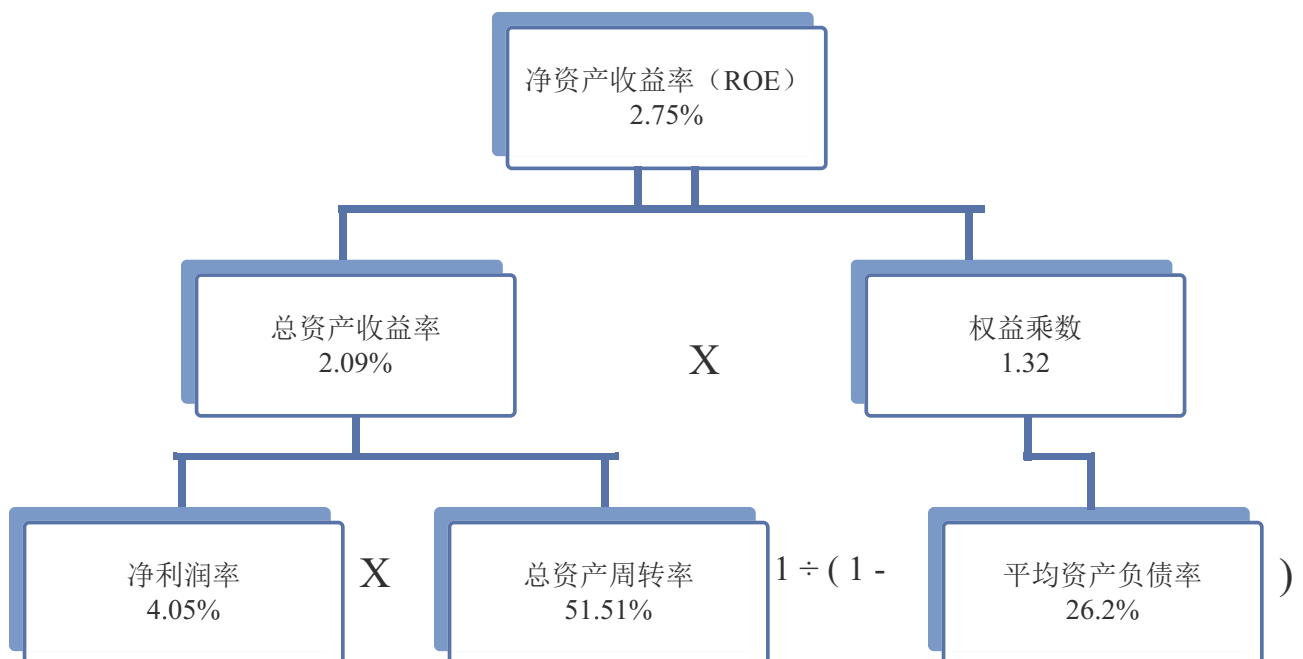 净资产收益率（ROE）
2.75%
总资产收益率
2.09%
X
权益乘数
1.32
净利润率
4.05%
X
总资产周转率
51.51%
1 ÷ ( 1 -
平均资产负债率
26.2%
)